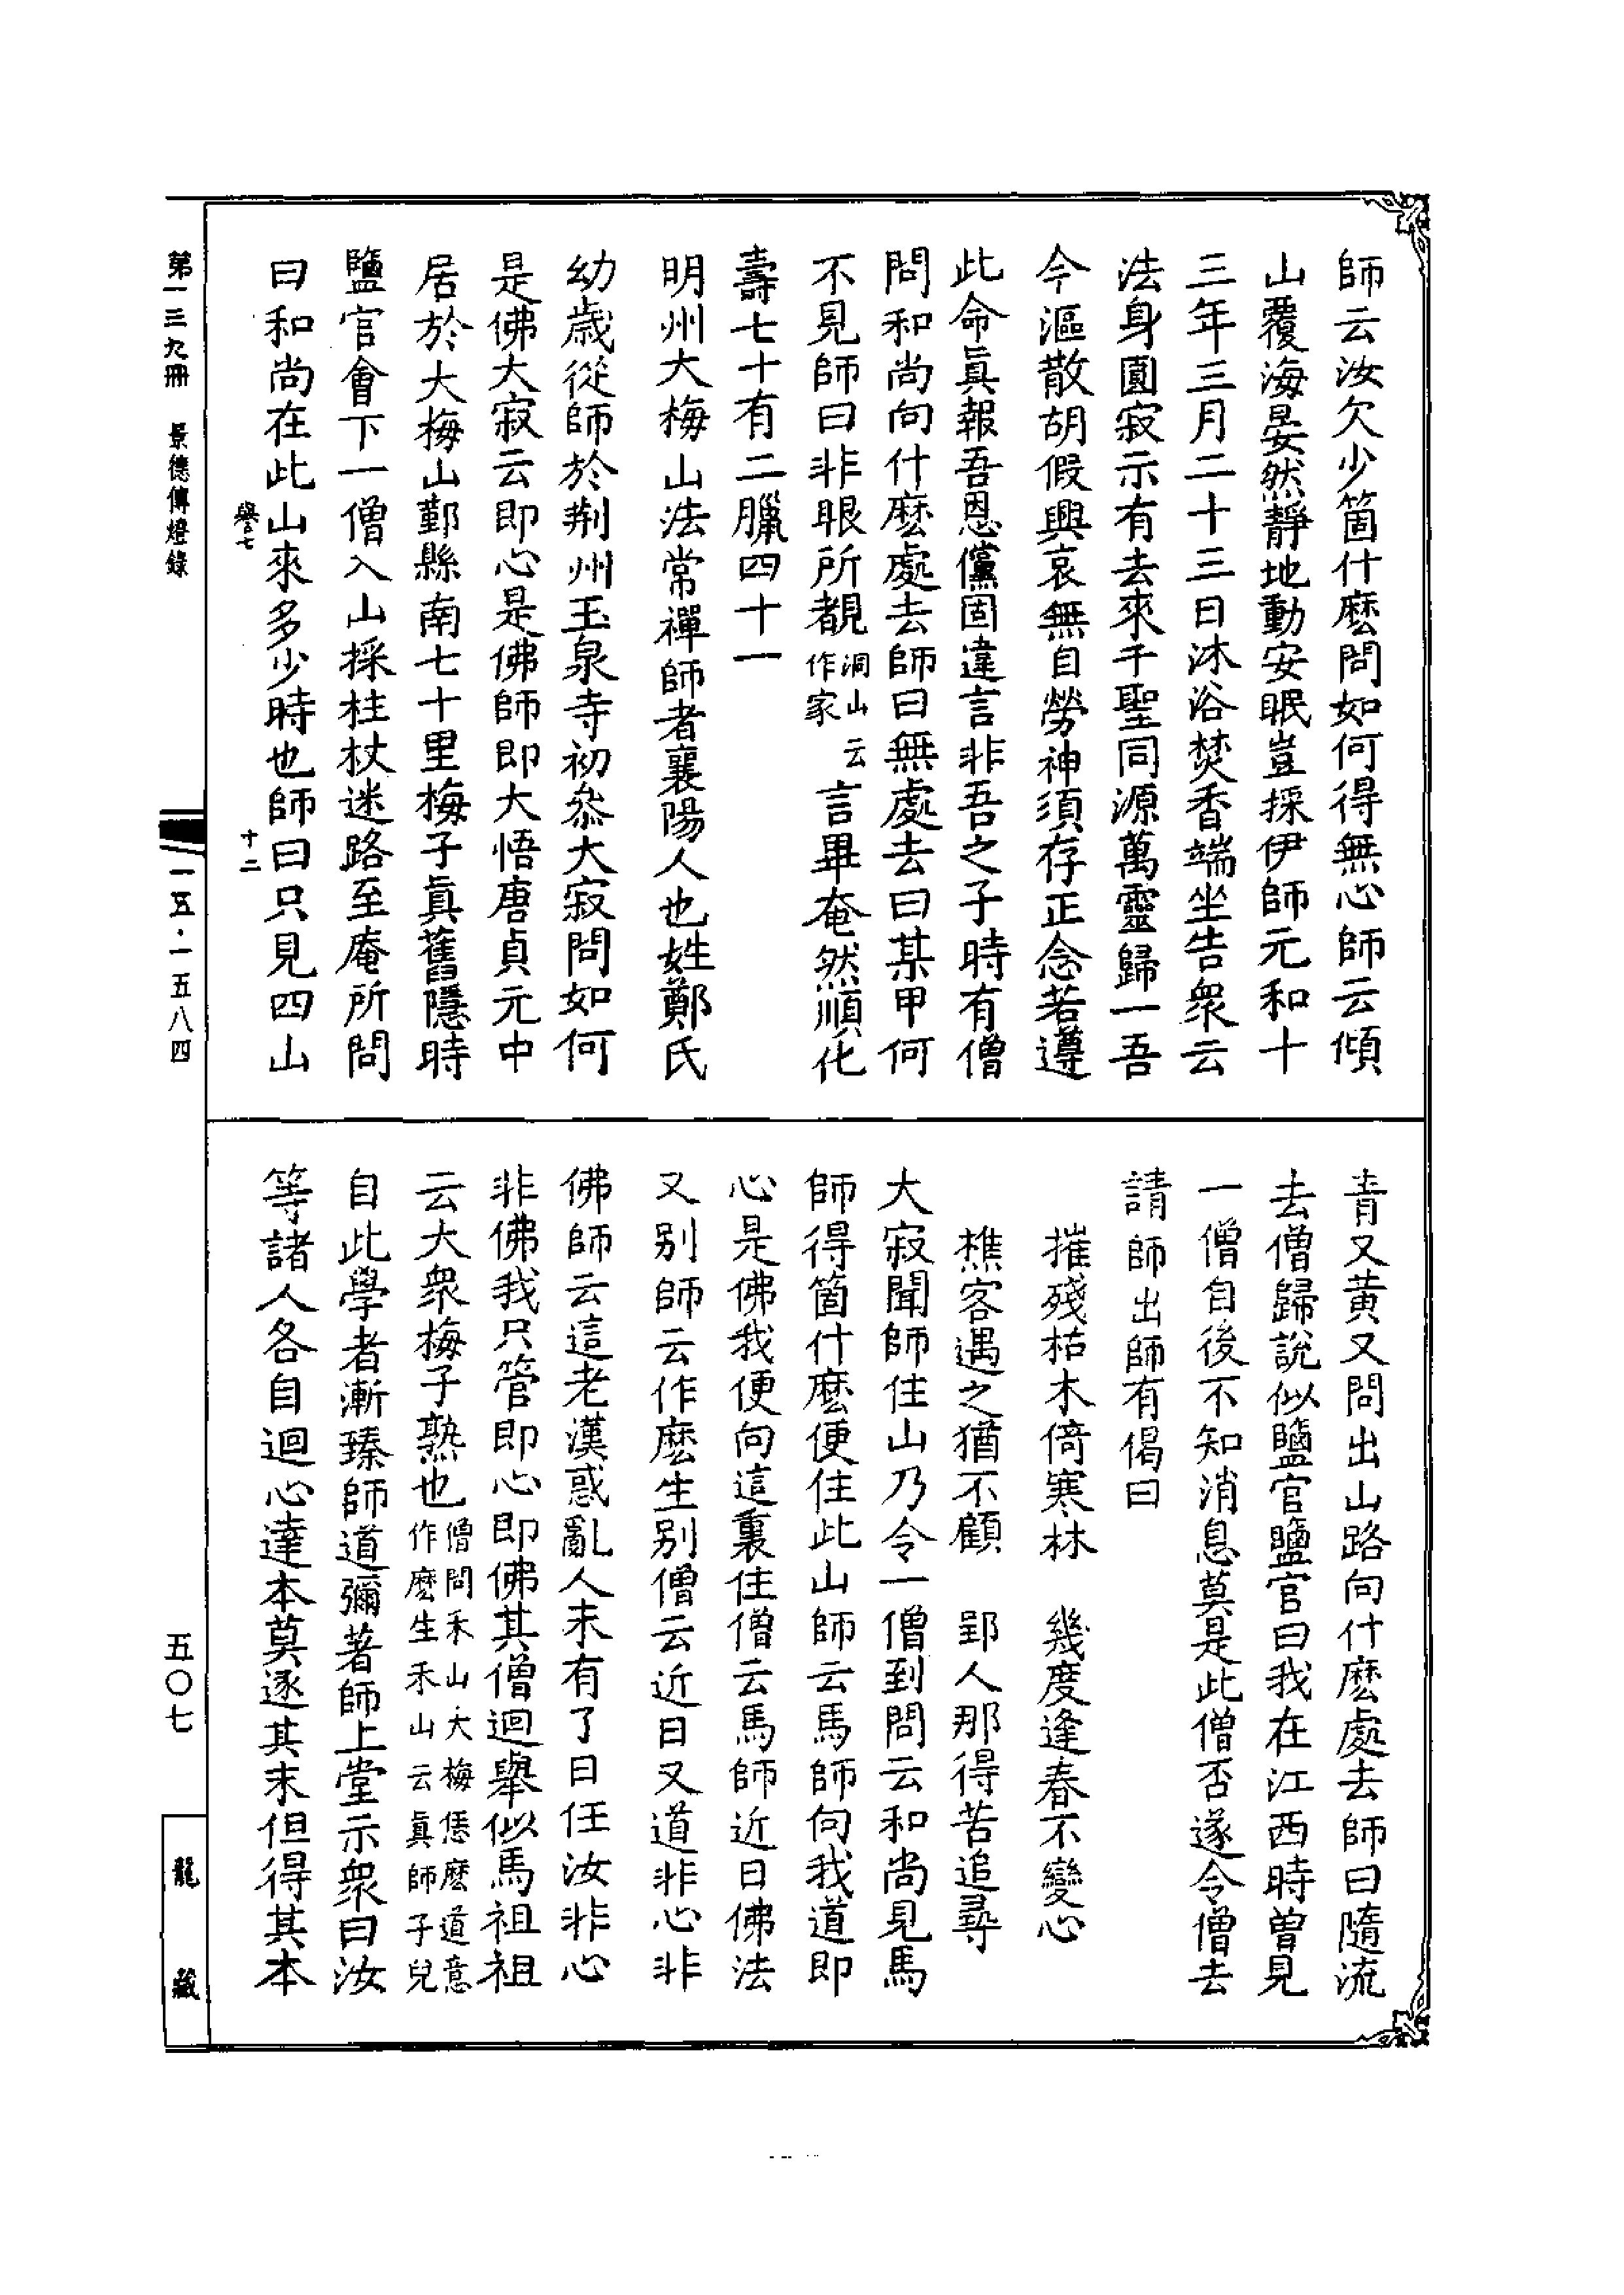 師云汝欠少箇什麽問如何得無心師云傾
山覆海晏然靜地動安眠豈採伊師元和十
三年三月二十三日沐浴焚香端坐告衆云
法身圓寂示有去來千聖同源萬靈歸一吾
今漚散胡假興哀無自勞神須存正念若遵
此命真報吾恩儻固違言非吾之子時有僧
問和尚向什麽處去師曰無處去曰某甲何
不見師曰非眼所覩洞山云作家言畢奄然順化
壽七十有二臘四十一
明州大梅山法常禪師者襄陽人也姓鄭氏
幼歲從師於荆州玉泉寺初叅大寂問如何
是佛大寂云即心是佛師即大悟唐貞元中
居於大梅山鄞縣南七十里梅子真舊隱時
鹽官會下一僧入山採柱杖迷路至庵所問
曰和尚在此山來多少時也師曰只見四山
青又黄又問出山路向什麽處去師曰隨流
去僧歸說似鹽官鹽官曰我在江西時曾見
一僧自後不知消息莫是此僧否遂令僧去
請師出師有偈曰
摧殘枯木倚寒林　幾度逢春不變心
樵客遇之猶不顧　郢人那得苦追尋
大寂聞師住山乃令一僧到問云和尚見馬
師得箇什麽便住此山師云馬師向我道即
心是佛我便向這裏住僧云馬師近日佛法
又别師云作麽生别僧云近日又道非心非
佛師云這老漢惑亂人未有了日任汝非心
非佛我只管即心即佛其僧迴舉似馬祖祖
云大衆梅子熟也僧問禾山大梅恁麽道意作麽生禾山云真師子兒
自此學者漸臻師道彌著師上堂示衆曰汝
等諸人各自迴心達本莫逐其末但得其本
譽七
十二
第一三九冊　景德傳燈錄
一五·一五八四
五〇七
龍藏